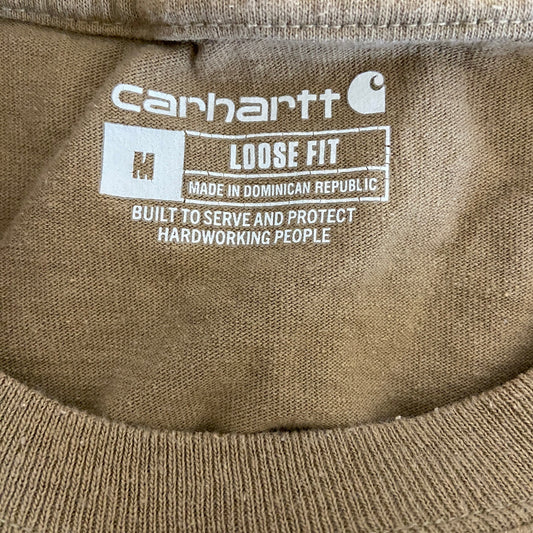 carhartt
M
LOOSE FIT
MADE IN DOMINICAN REPUBLIC
BUILT TO SERVE AND PROTECT
HARDWORKING PEOPLE